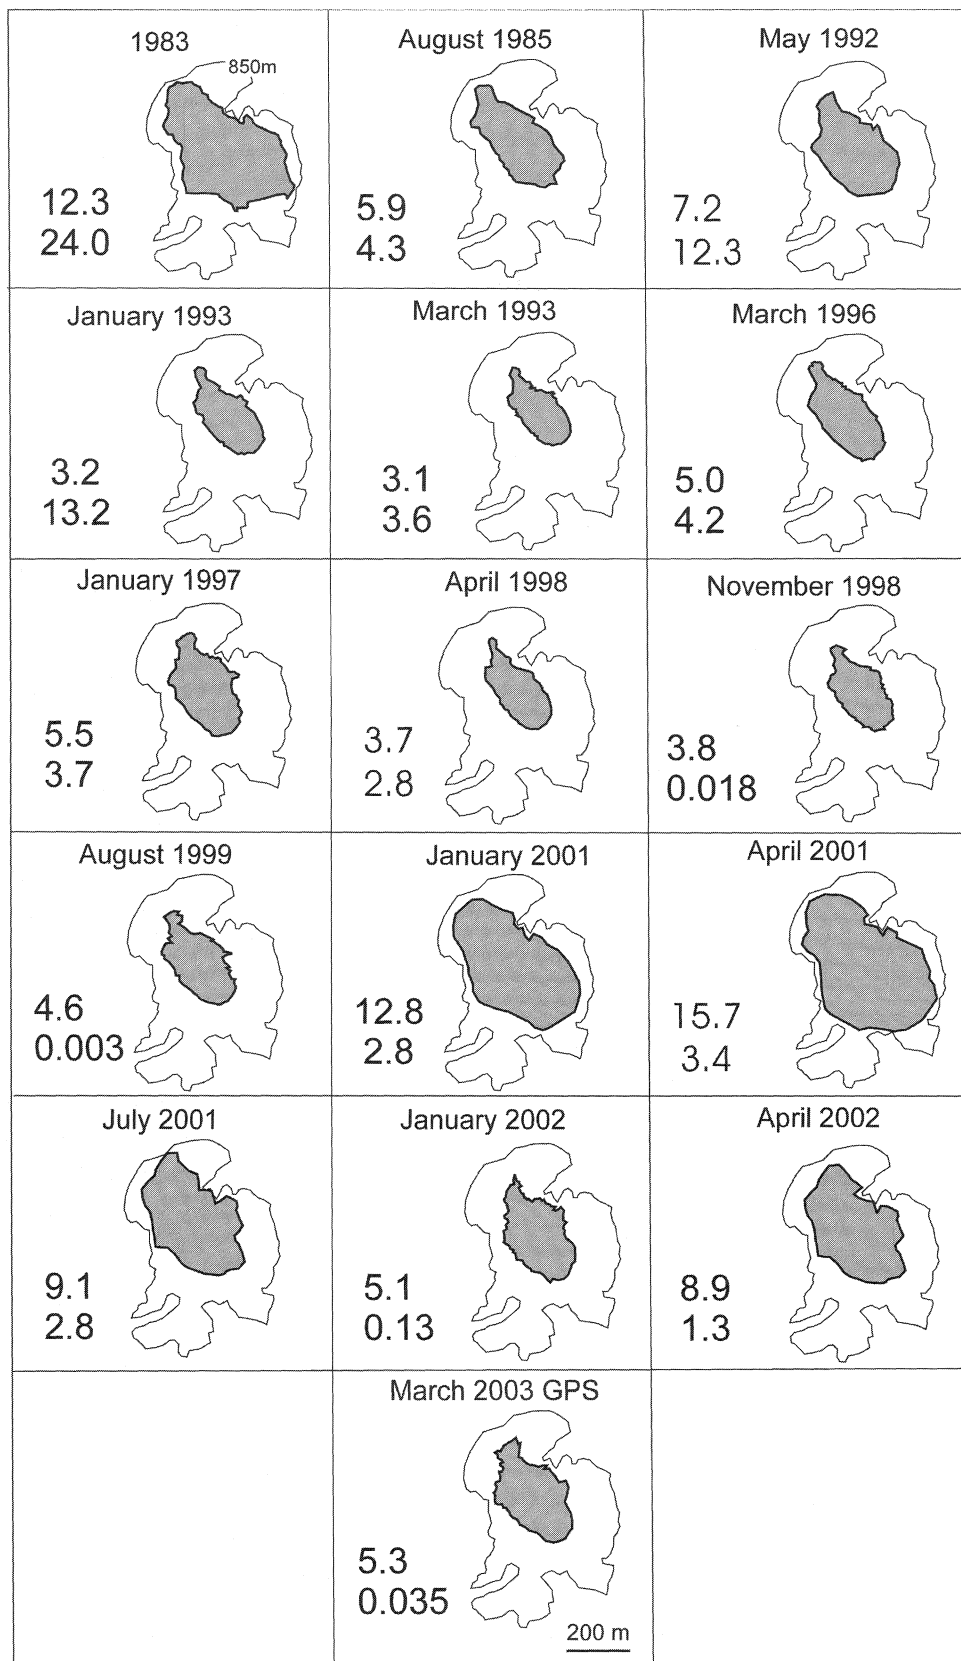 1983
850m
12.3
24.0
August 1985
5.9
4.3
May 1992
7.2
12.3
January 1993
3.2
13.2
March 1993
3.1
3.6
March 1996
5.0
4.2
January 1997
5.5
3.7
April 1998
3.7
2.8
November 1998
3.8
0.018
August 1999
4.6
0.003
January 2001
12.8
2.8
April 2001
15.7
3.4
July 2001
9.1
2.8
January 2002
5.1
0.13
April 2002
8.9
1.3
March 2003 GPS
5.3
0.035
200 m